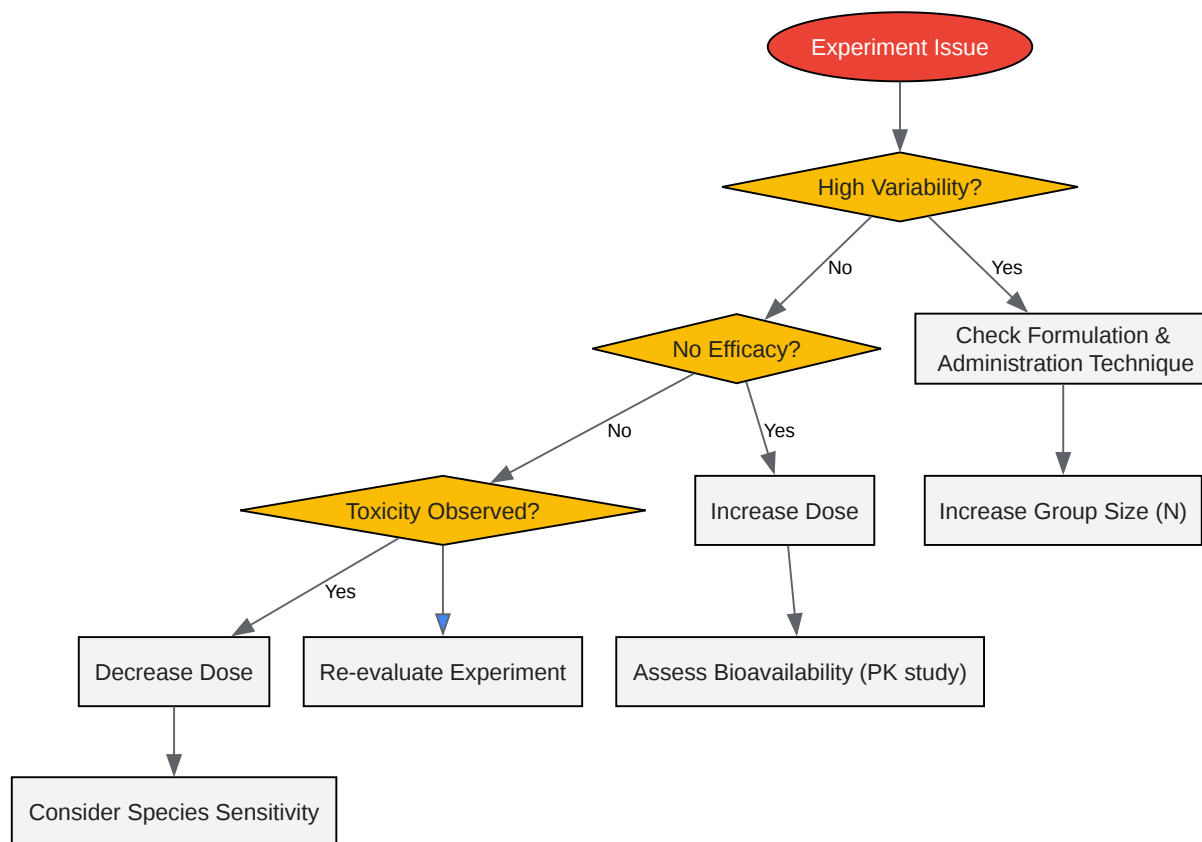 Experiment Issue
High Variability?
No
Yes
No Efficacy?
Check Formulation &
Administration Technique
No
Yes
Toxicity Observed?
Increase Dose
Increase Group Size (N)
Yes
Decrease Dose
Re-evaluate Experiment
Assess Bioavailability (PK study)
Consider Species Sensitivity